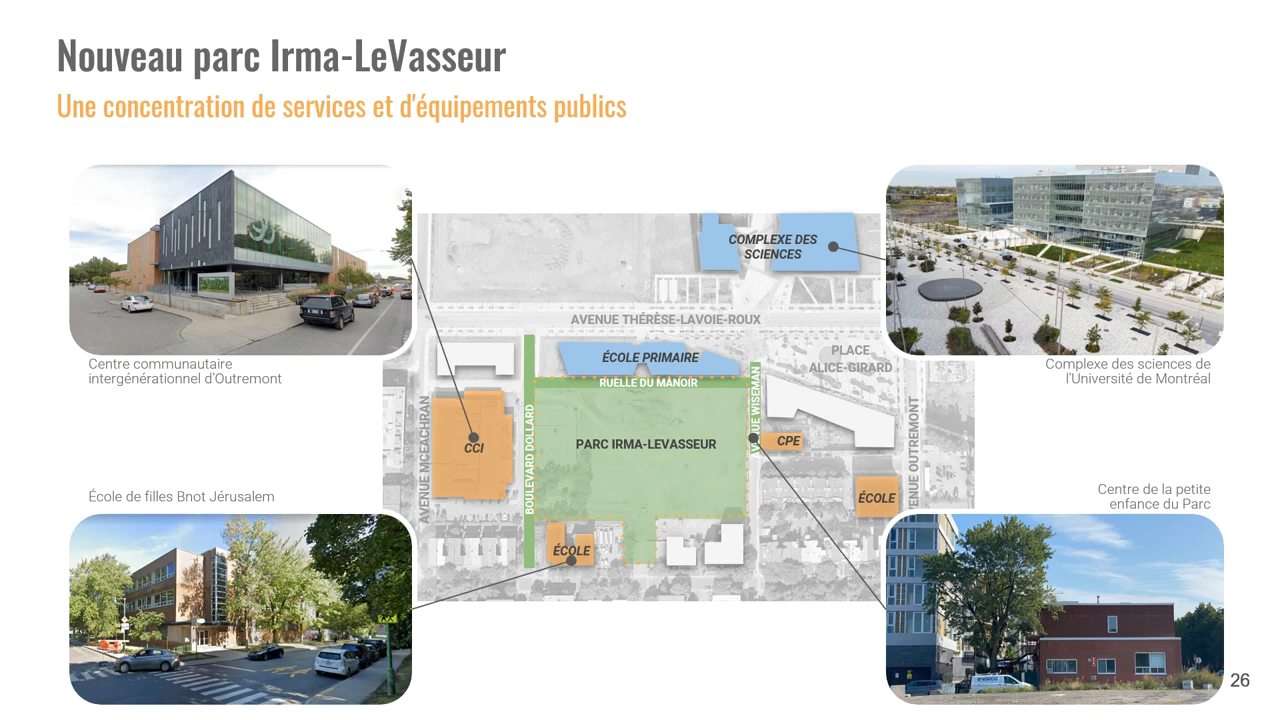 Nouveau parc Irma-LeVasseur
Une concentration de services et d'équipements publics
Centre communautaire
intergénérationnel d'Outremont
Complexe des sciences de
l'Université de Montréal
COMPLEXE DES
SCIENCES
AVENUE THÉRÈSE-LAVOIE-ROUX
ÉCOLE PRIMAIRE
PLACE
ALICE-GIRARD
RUELLE DU MANOIR
AVENUE MCEACHRAN
CCI
BOULEVARD DOLLARD
PARC IRMA-LEVASSEUR
WISEMAN
CPE
OUTREMONT
ÉCOLE
ÉCOLE
École de filles Bnot Jérusalem
Centre de la petite
enfance du Parc
26